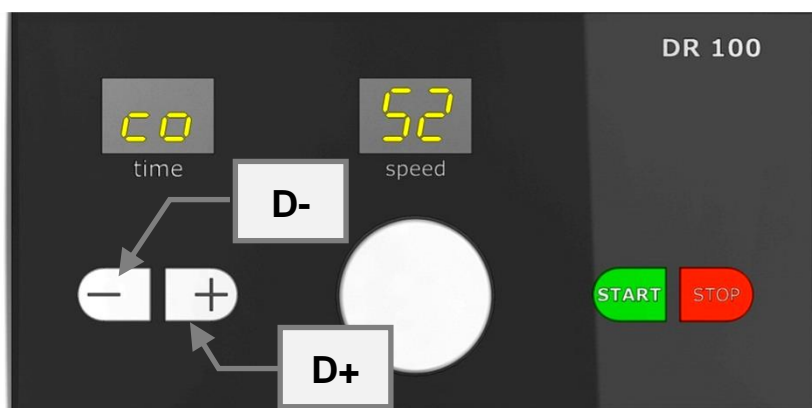 DR 100
co
52
time
speed
D-
− +
START
STOP
D+